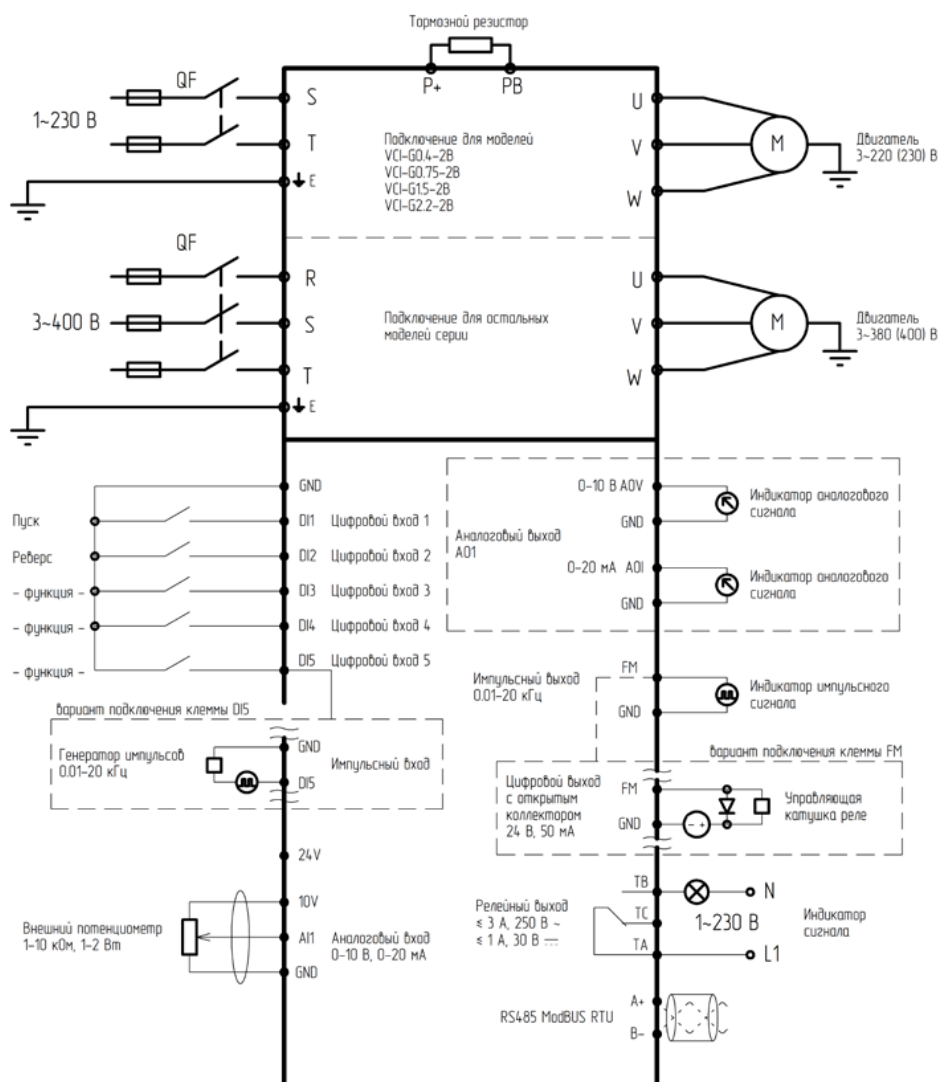 Тормозной резистор
P+ PB
QF
1~230 В
S
T
E
Подключение для моделей
VCI-G0.4-2B
VCI-G0.75-2B
VCI-G1.5-2B
VCI-G2.2-2B
U
V
W
M
Двигатель
3~220 (230) В
QF
3~400 В
R
S
T
E
Подключение для остальных
моделей серии
U
V
W
M
Двигатель
3~380 (400) В
GND
Пуск
DI1 Цифровой вход 1
Реверс
DI2 Цифровой вход 2
- функция -
DI3 Цифровой вход 3
- функция -
DI4 Цифровой вход 4
- функция -
DI5 Цифровой вход 5
Аналоговый выход
AO1
0-10 В AOV
GND
Индикатор аналогового
сигнала
0-20 мА AOI
GND
Индикатор аналогового
сигнала
вариант подключения клеммы DI5
Генератор импульсов
0.01-20 кГц
GND
Импульсный вход
DI5
Импульсный выход
0.01-20 кГц
FM
GND
Индикатор импульсного
сигнала
вариант подключения клеммы FM
Цифровой выход
с открытым
коллектором
24 В, 50 мА
FM
GND
- +
Управляющая
катушка реле
24V
10V
Внешний потенциометр
1-10 кОм, 1-2 Вт
AI1
Аналоговый вход
0-10 В, 0-20 мА
GND
Релейный выход
≤ 3 А, 250 В ~
≤ 1 А, 30 В ⎓
TB
TC
TA
N
1~230 В
L1
Индикатор
сигнала
RS485 ModBUS RTU
A+
B-